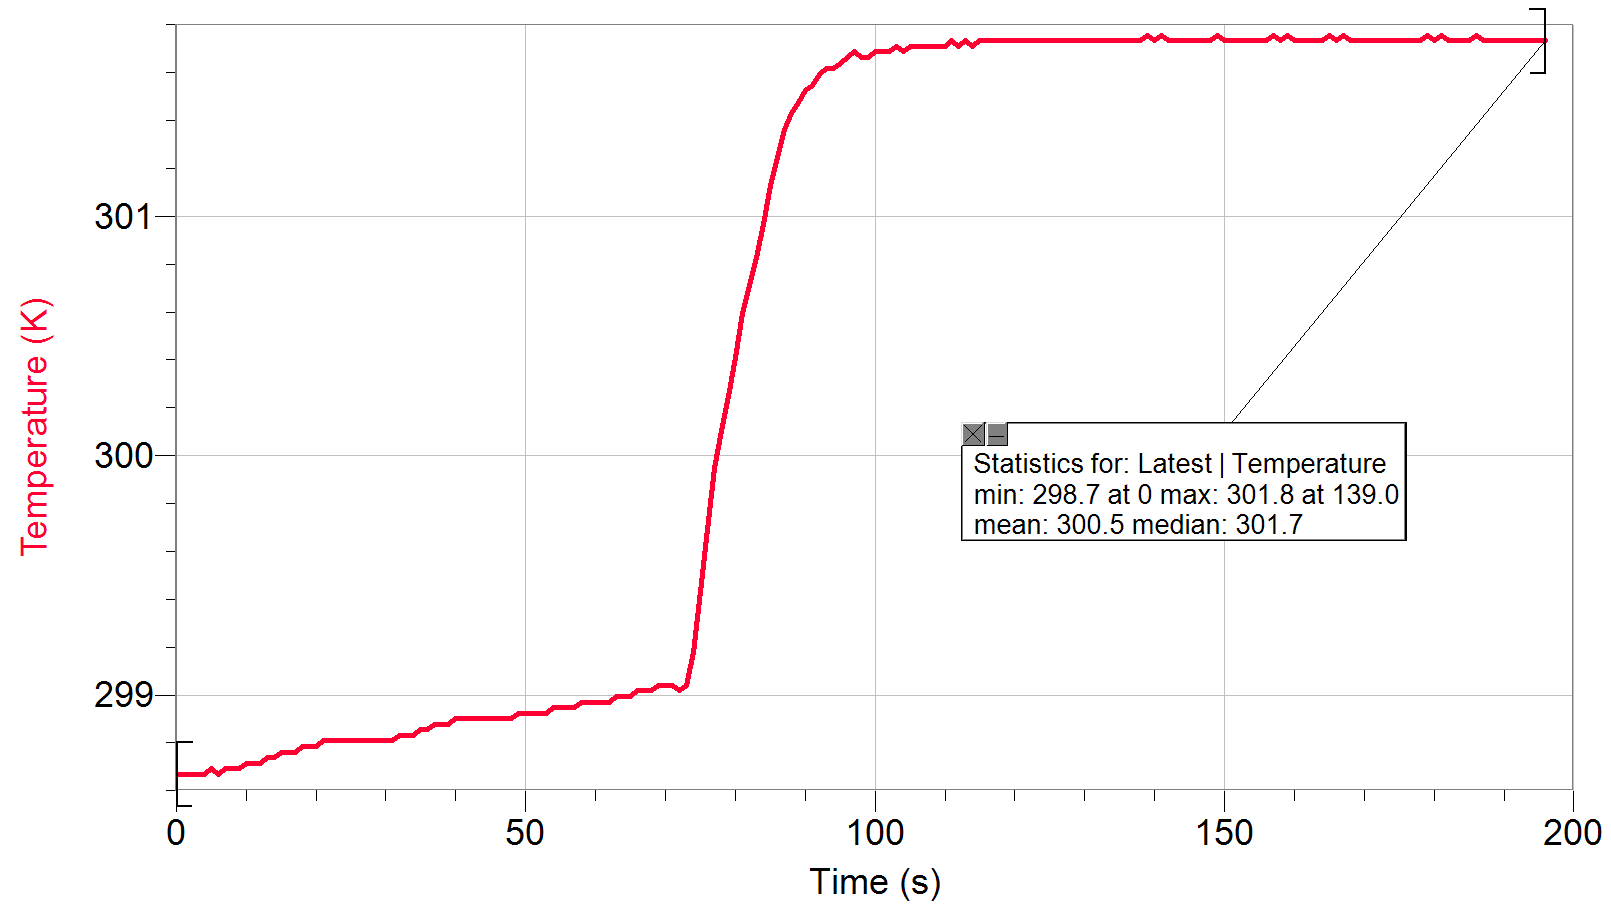 Temperature (K)
301
300
299
Statistics for: Latest | Temperature
min: 298.7 at 0 max: 301.8 at 139.0
mean: 300.5 median: 301.7
0 50 100 150 200
Time (s)